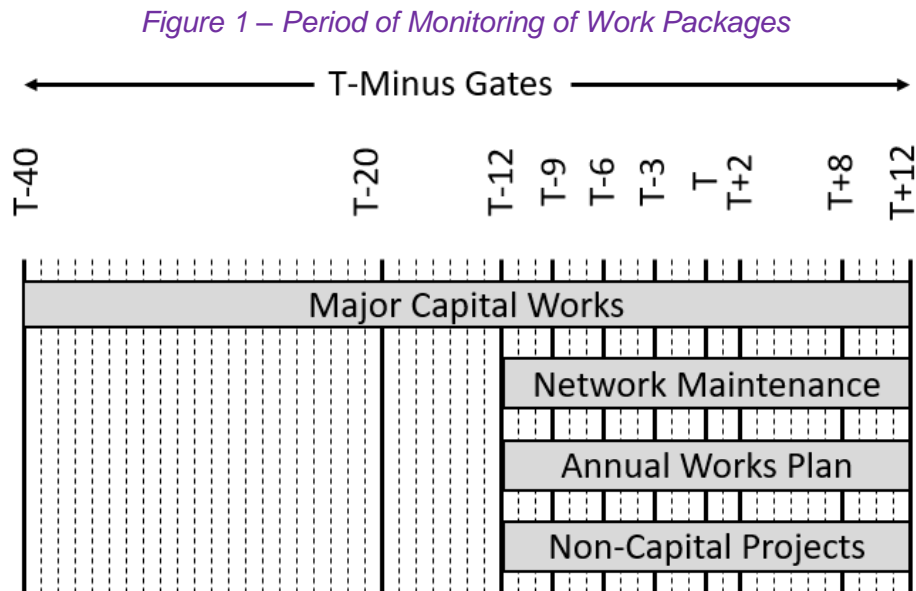 Figure 1 – Period of Monitoring of Work Packages
T-Minus Gates
T-40
T-20
T-12
T-9
T-6
T-3
T
T+2
T+8
T+12
Major Capital Works
Network Maintenance
Annual Works Plan
Non-Capital Projects